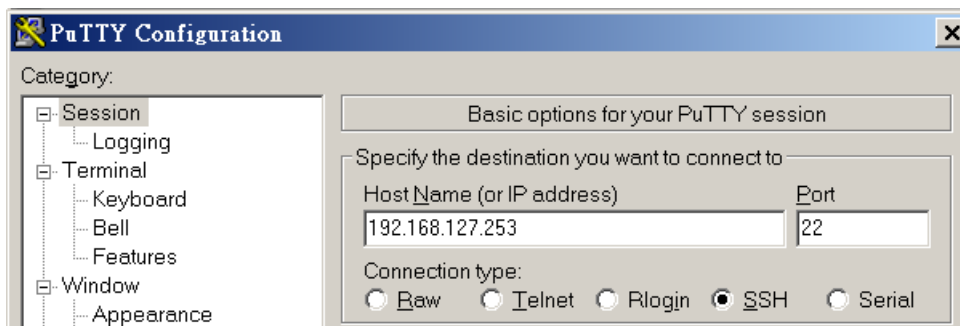 PuTTY Configuration
Category:
Session
Logging
Terminal
Keyboard
Bell
Features
Window
Appearance
Basic options for your PuTTY session
Specify the destination you want to connect to
Host Name (or IP address) Port
192.168.127.253 22
Connection type:
Raw Telnet Rlogin SSH Serial